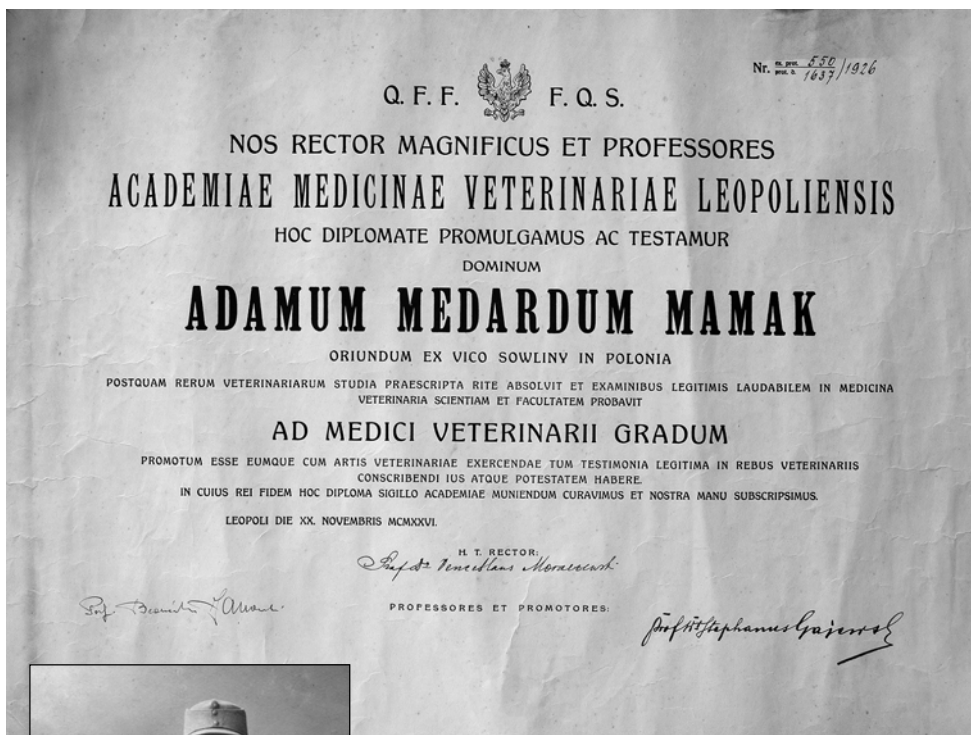 Nr. ex. prot. 550 / prot. d. 1637 / 1926
Q. F. F. F. Q. S.
NOS RECTOR MAGNIFICUS ET PROFESSORES
ACADEMIAE MEDICINAE VETERINARIAE LEOPOLIENSIS
HOC DIPLOMATE PROMULGAMUS AC TESTAMUR
DOMINUM
ADAMUM MEDARDUM MAMAK
ORIUNDUM EX VICO SOWLINY IN POLONIA
POSTQUAM RERUM VETERINARIARUM STUDIA PRAESCRIPTA RITE ABSOLVIT ET EXAMINIBUS LEGITIMIS LAUDABILEM IN MEDICINA
VETERINARIA SCIENTIAM ET FACULTATEM PROBAVIT
AD MEDICI VETERINARII GRADUM
PROMOTUM ESSE EUMQUE CUM ARTIS VETERINARIAE EXERCENDAE TUM TESTIMONIA LEGITIMA IN REBUS VETERINARIIS
CONSCRIBENDI IUS ATQUE POTESTATEM HABERE.
IN CUIUS REI FIDEM HOC DIPLOMA SIGILLO ACADEMIAE MUNIENDUM CURAVIMUS ET NOSTRA MANU SUBSCRIPSIMUS.
LEOPOLI DIE XX. NOVEMBRIS MCMXXVI.
H. T. RECTOR:
Prof Dr Venceslaus Moraczewski
Prof.
PROFESSORES ET PROMOTORES:
Prof Dr Stephanus Gajewski